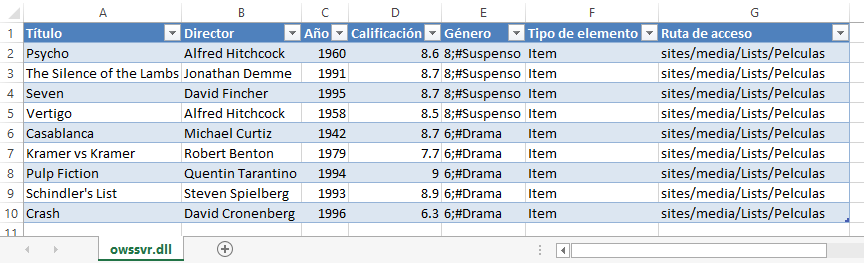 A B C D E F G
1 Título Director Año Calificación Género Tipo de elemento Ruta de acceso
2 Psycho Alfred Hitchcock 1960 8.6 8;#Suspenso Item sites/media/Lists/Pelculas
3 The Silence of the Lambs Jonathan Demme 1991 8.7 8;#Suspenso Item sites/media/Lists/Pelculas
4 Seven David Fincher 1995 8.7 8;#Suspenso Item sites/media/Lists/Pelculas
5 Vertigo Alfred Hitchcock 1958 8.5 8;#Suspenso Item sites/media/Lists/Pelculas
6 Casablanca Michael Curtiz 1942 8.7 6;#Drama Item sites/media/Lists/Pelculas
7 Kramer vs Kramer Robert Benton 1979 7.7 6;#Drama Item sites/media/Lists/Pelculas
8 Pulp Fiction Quentin Tarantino 1994 9 6;#Drama Item sites/media/Lists/Pelculas
9 Schindler's List Steven Spielberg 1993 8.9 6;#Drama Item sites/media/Lists/Pelculas
10 Crash David Cronenberg 1996 6.3 6;#Drama Item sites/media/Lists/Pelculas
11
owssvr.dll